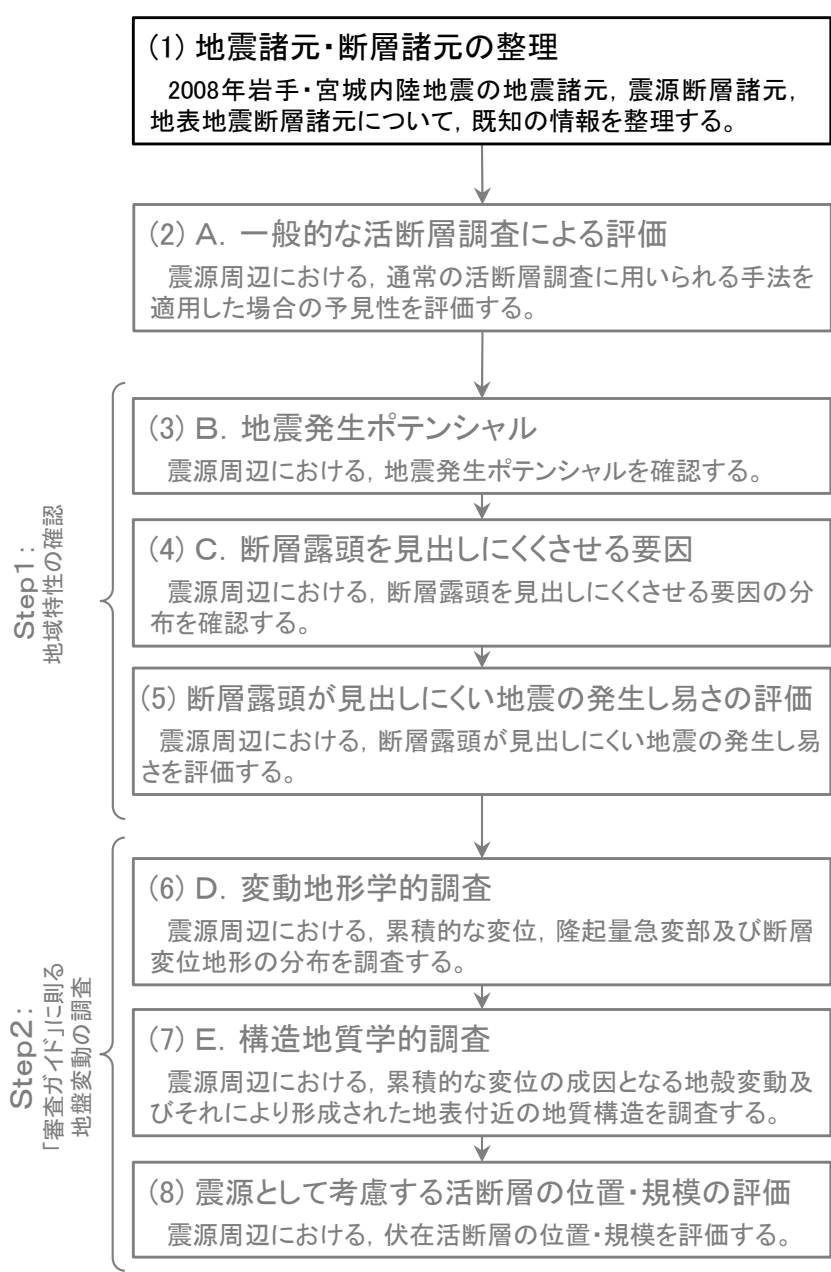 (1) 地震諸元・断層諸元の整理
2008年岩手・宮城内陸地震の地震諸元，震源断層諸元，
地表地震断層諸元について，既知の情報を整理する。
(2) A．一般的な活断層調査による評価
震源周辺における，通常の活断層調査に用いられる手法を
適用した場合の予見性を評価する。
Step1：
地域特性の確認
(3) B．地震発生ポテンシャル
震源周辺における，地震発生ポテンシャルを確認する。
(4) C．断層露頭を見出しにくくさせる要因
震源周辺における，断層露頭を見出しにくくさせる要因の分
布を確認する。
(5) 断層露頭が見出しにくい地震の発生し易さの評価
震源周辺における，断層露頭が見出しにくい地震の発生し易
さを評価する。
Step2：
「審査ガイド」に則る
地盤変動の調査
(6) D．変動地形学的調査
震源周辺における，累積的な変位，隆起量急変部及び断層
変位地形の分布を調査する。
(7) E．構造地質学的調査
震源周辺における，累積的な変位の成因となる地殻変動及
びそれにより形成された地表付近の地質構造を調査する。
(8) 震源として考慮する活断層の位置・規模の評価
震源周辺における，伏在活断層の位置・規模を評価する。